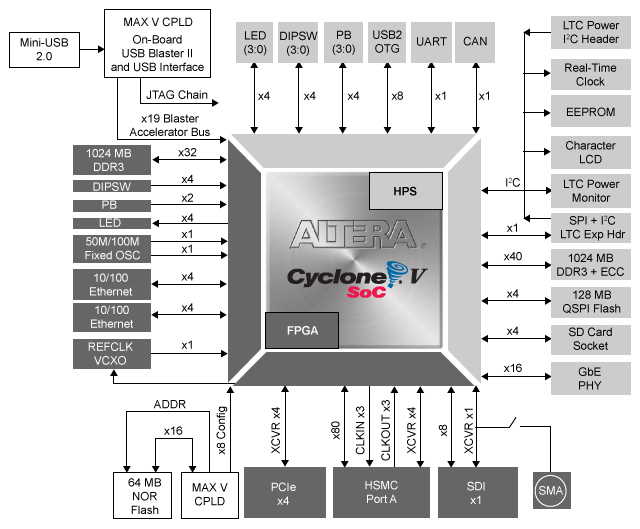 MAX V CPLD
On-Board
USB Blaster II
and USB Interface
Mini-USB
2.0
LED
(3:0)
DIPSW
(3:0)
PB
(3:0)
USB2
OTG
UART
CAN
LTC Power
I²C Header
Real-Time
Clock
EEPROM
Character
LCD
LTC Power
Monitor
SPI + I²C
LTC Exp Hdr
1024 MB
DDR3 + ECC
128 MB
QSPI Flash
SD Card
Socket
GbE
PHY
JTAG Chain
x19 Blaster
Accelerator Bus
x4
x4
x4
x8
x1
x1
I²C
x1
x40
x4
x4
x16
1024 MB
DDR3
x32
DIPSW
x4
PB
x2
LED
x4
50M/100M
Fixed OSC
x1
x1
10/100
Ethernet
x4
10/100
Ethernet
x4
REFCLK
VCXO
x1
HPS
ALTERA®
Cyclone® V
SoC
FPGA
ADDR
x16
x8 Config
64 MB
NOR
Flash
MAX V
CPLD
XCVR x4
PCIe
x4
x80
CLKIN x3
CLKOUT x3
XCVR x4
HSMC
Port A
x8
XCVR x1
SDI
x1
SMA